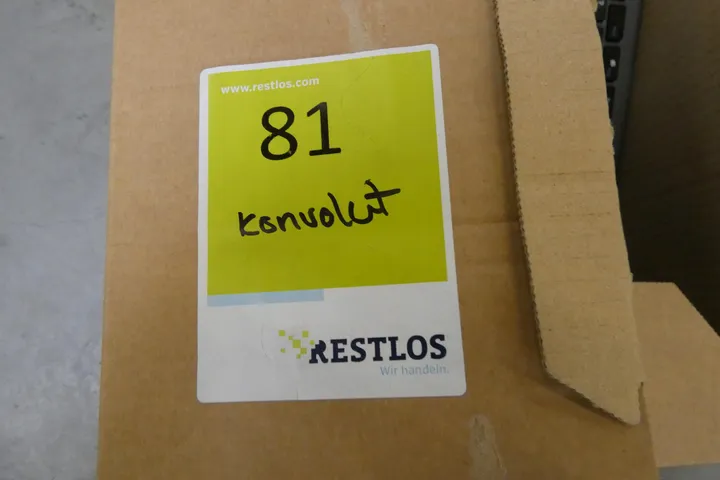 www.restlos.com
81
Konvolut
RESTLOS
Wir handeln.